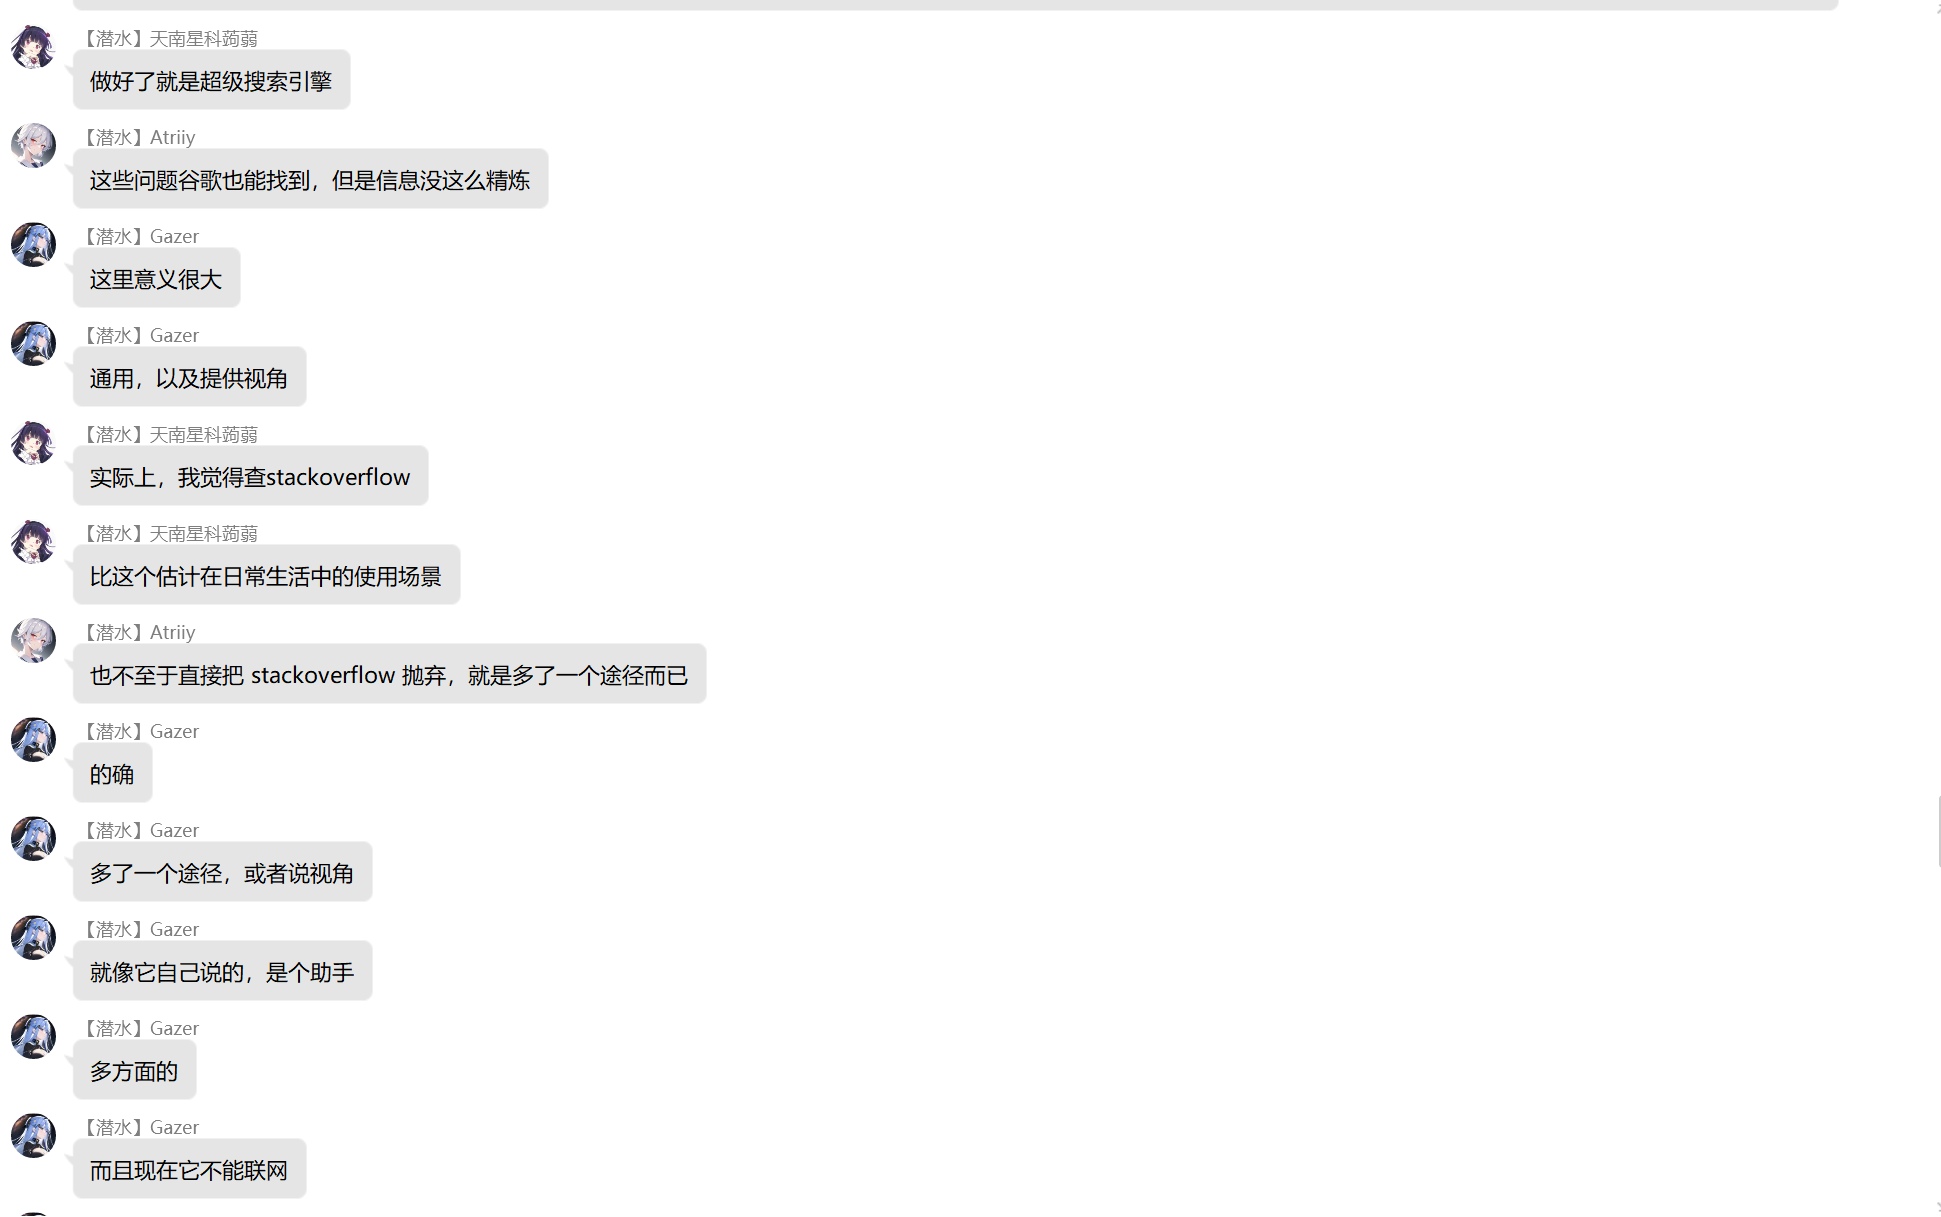 【潜水】天南星科蒟蒻
做好了就是超级搜索引擎
【潜水】Atriiy
这些问题谷歌也能找到，但是信息没这么精炼
【潜水】Gazer
这里意义很大
【潜水】Gazer
通用，以及提供视角
【潜水】天南星科蒟蒻
实际上，我觉得查stackoverflow
【潜水】天南星科蒟蒻
比这个估计在日常生活中的使用场景
【潜水】Atriiy
也不至于直接把 stackoverflow 抛弃，就是多了一个途径而已
【潜水】Gazer
的确
【潜水】Gazer
多了一个途径，或者说视角
【潜水】Gazer
就像它自己说的，是个助手
【潜水】Gazer
多方面的
【潜水】Gazer
而且现在它不能联网